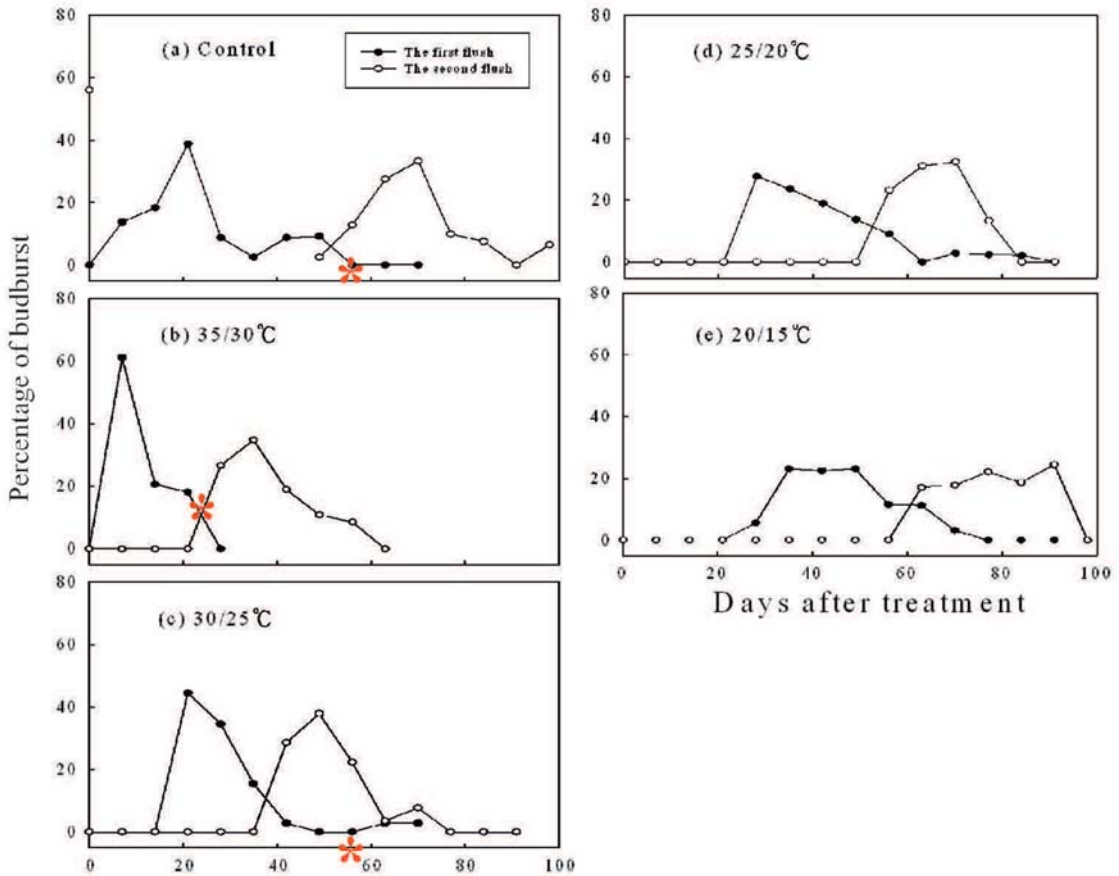 80
60
40
20
0
(a) Control
The first flush
The second flush
80
60
40
20
0
(b) 35/30℃
80
60
40
20
0
(c) 30/25℃
0 20 40 60 80 100
Percentage of budburst
80
60
40
20
0
(d) 25/20℃
80
60
40
20
0
(e) 20/15℃
0 20 40 60 80 100
Days after treatment